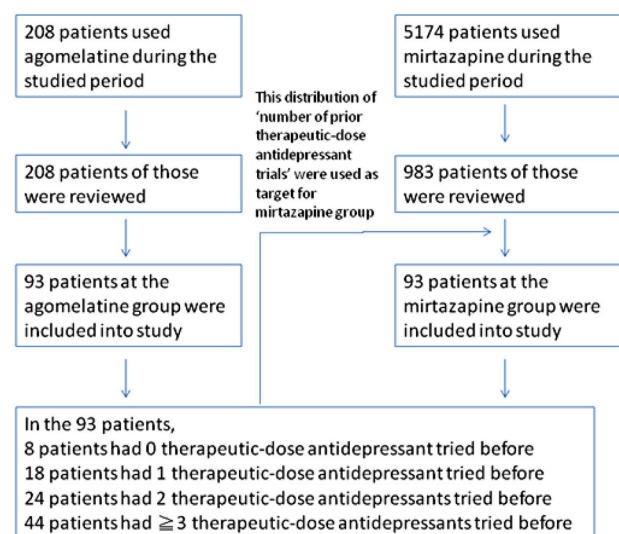 208 patients used
agomelatine during the
studied period
5174 patients used
mirtazapine during the
studied period
This distribution of
'number of prior
therapeutic-dose
antidepressant
trials' were used as
target for
mirtazapine group
208 patients of those
were reviewed
983 patients of those
were reviewed
93 patients at the
agomelatine group were
included into study
93 patients at the
mirtazapine group were
included into study
In the 93 patients,
8 patients had 0 therapeutic-dose antidepressant tried before
18 patients had 1 therapeutic-dose antidepressant tried before
24 patients had 2 therapeutic-dose antidepressants tried before
44 patients had ≧3 therapeutic-dose antidepressants tried before